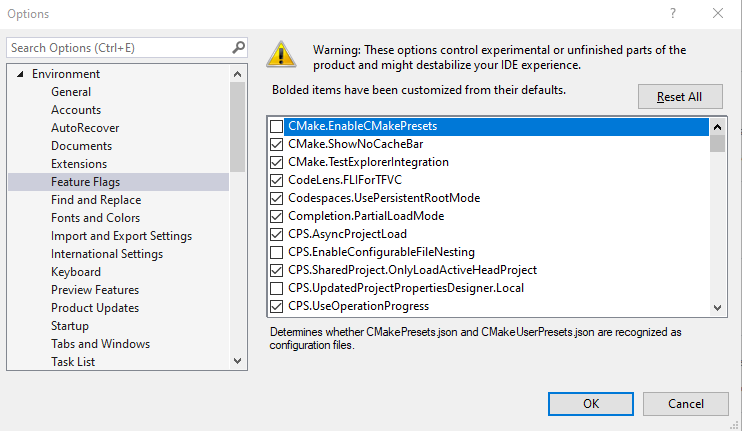 Options
Search Options (Ctrl+E)
Environment
General
Accounts
AutoRecover
Documents
Extensions
Feature Flags
Find and Replace
Fonts and Colors
Import and Export Settings
International Settings
Keyboard
Preview Features
Product Updates
Startup
Tabs and Windows
Task List
Warning: These options control experimental or unfinished parts of the
product and might destabilize your IDE experience.
Bolded items have been customized from their defaults.
Reset All
CMake.EnableCMakePresets
CMake.ShowNoCacheBar
CMake.TestExplorerIntegration
CodeLens.FLIForTFVC
Codespaces.UsePersistentRootMode
Completion.PartialLoadMode
CPS.AsyncProjectLoad
CPS.EnableConfigurableFileNesting
CPS.SharedProject.OnlyLoadActiveHeadProject
CPS.UpdatedProjectPropertiesDesigner.Local
CPS.UseOperationProgress
Determines whether CMakePresets.json and CMakeUserPresets.json are recognized as
configuration files.
OK
Cancel